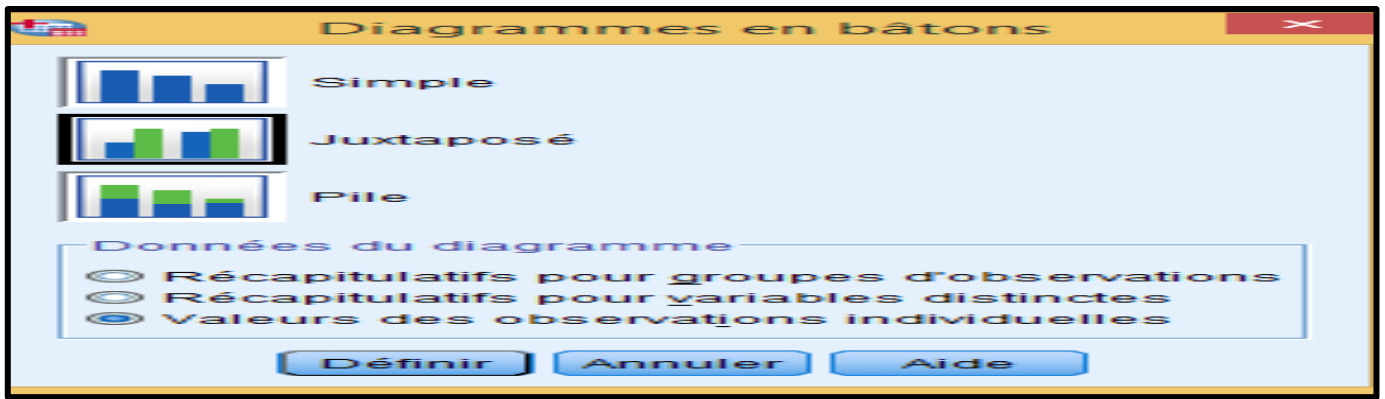 Diagrammes en bâtons
Simple
Juxtaposé
Pile
Données du diagramme
Récapitulatifs pour groupes d'observations
Récapitulatifs pour variables distinctes
Valeurs des observations individuelles
Définir Annuler Aide